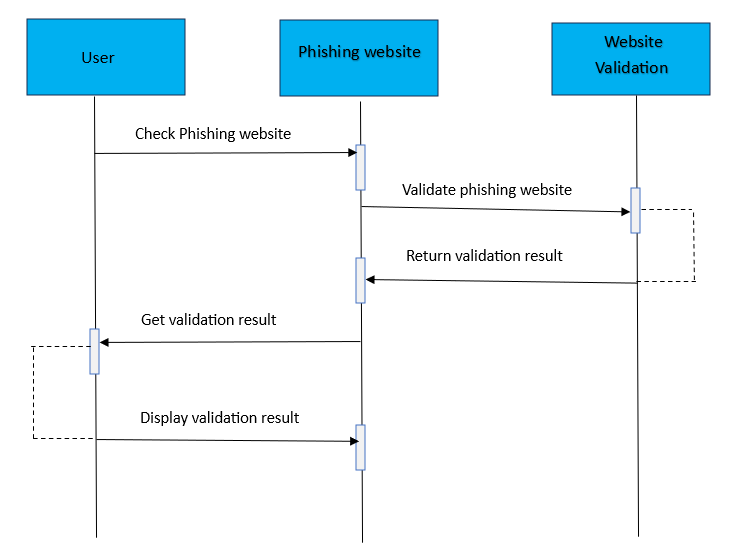 User
Phishing website
Website
Validation
Check Phishing website
Validate phishing website
Return validation result
Get validation result
Display validation result